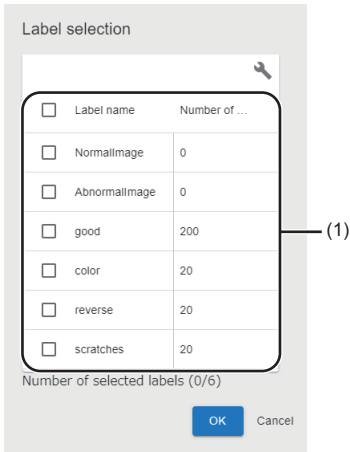 Label selection
Label name Number of ...
NormalImage 0
AbnormalImage 0
good 200
color 20
reverse 20
scratches 20
(1)
Number of selected labels (0/6)
OK Cancel